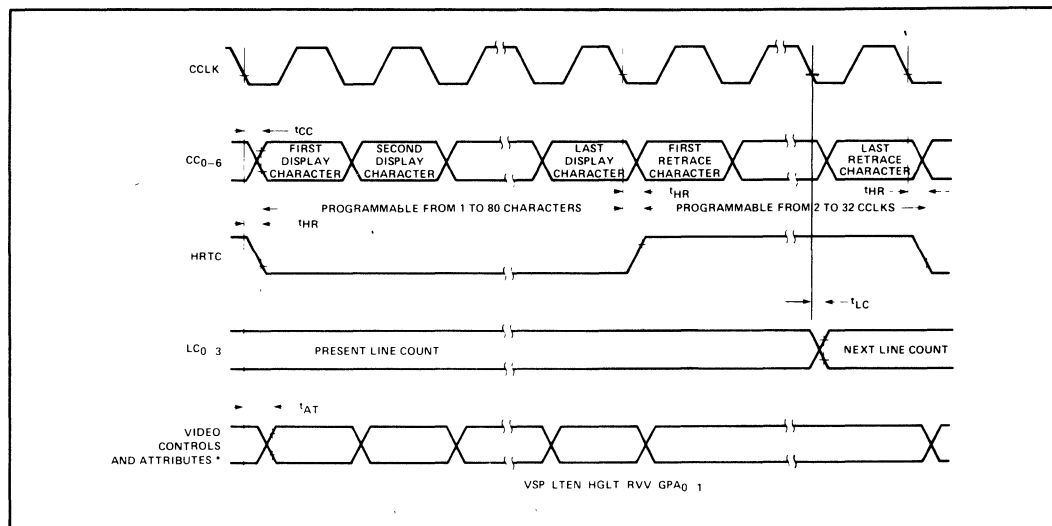 CCLK
tCC
CC0-6
FIRST DISPLAY CHARACTER
SECOND DISPLAY CHARACTER
LAST DISPLAY CHARACTER
FIRST RETRACE CHARACTER
LAST RETRACE CHARACTER
tHR
tHR
PROGRAMMABLE FROM 1 TO 80 CHARACTERS
PROGRAMMABLE FROM 2 TO 32 CCLKS
tHR
HRTC
tLC
LC0 3
PRESENT LINE COUNT
NEXT LINE COUNT
tAT
VIDEO
CONTROLS
AND ATTRIBUTES *
VSP LTEN HGLT RVV GPA0 1